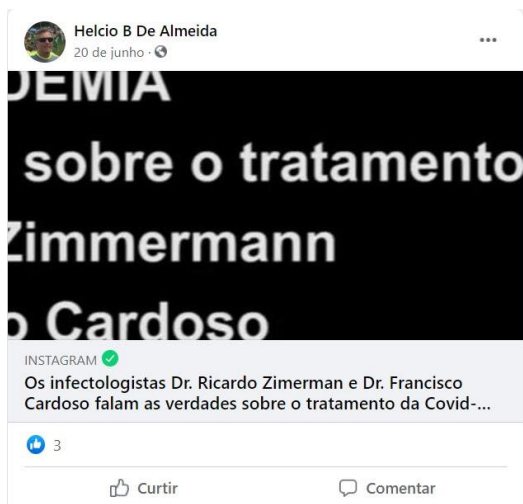 Helcio B De Almeida
20 de junho
DEMIA
sobre o tratamento
Zimmermann
o Cardoso
INSTAGRAM
Os infectologistas Dr. Ricardo Zimerman e Dr. Francisco
Cardoso falam as verdades sobre o tratamento da Covid-...
3
Curtir
Comentar